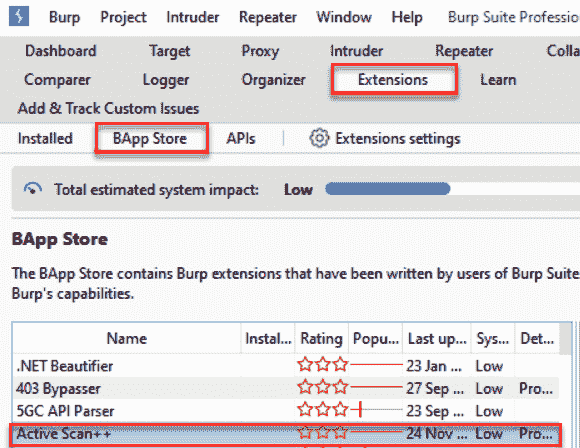 Burp Project Intruder Repeater Window Help Burp Suite Professio
Dashboard Target Proxy Intruder Repeater Colla
Comparer Logger Organizer Extensions Learn
Add & Track Custom Issues
Installed BApp Store APIs Extensions settings
Total estimated system impact: Low
BApp Store
The BApp Store contains Burp extensions that have been written by users of Burp Suite
Burp's capabilities.
Name Instal... Rating Popu... Last up... Sys... Det...
.NET Beautifier 23 Jan ... Low
403 Bypasser 27 Sep ... Low Pro...
5GC API Parser 23 Sep ... Low
Active Scan++ 24 Nov ... Low Pro...